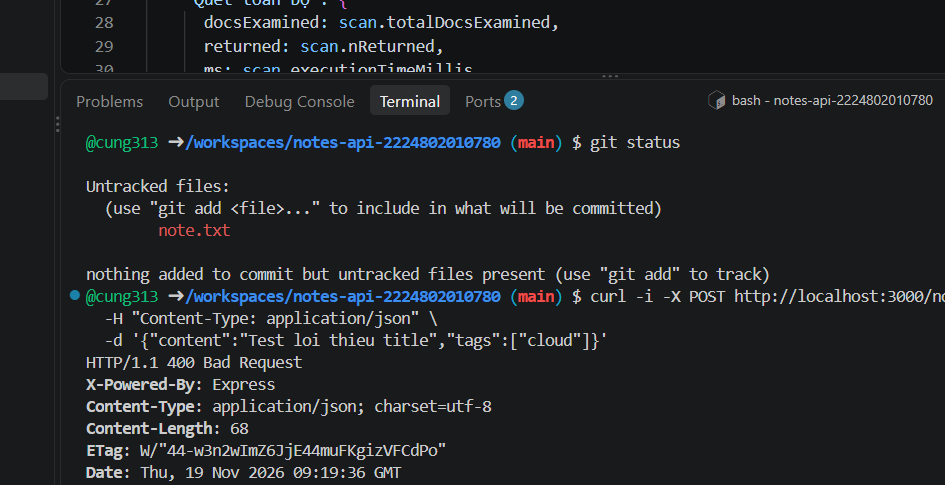 27 "Quét toàn bộ": {
28 docsExamined: scan.totalDocsExamined,
29 returned: scan.nReturned,
30 ms: scan.executionTimeMillis
Problems Output Debug Console Terminal Ports 2 bash - notes-api-2224802010780
@cung313 ➜/workspaces/notes-api-2224802010780 (main) $ git status
Untracked files:
(use "git add <file>..." to include in what will be committed)
note.txt
nothing added to commit but untracked files present (use "git add" to track)
@cung313 ➜/workspaces/notes-api-2224802010780 (main) $ curl -i -X POST http://localhost:3000/no
-H "Content-Type: application/json" \
-d '{"content":"Test loi thieu title","tags":["cloud"]}'
HTTP/1.1 400 Bad Request
X-Powered-By: Express
Content-Type: application/json; charset=utf-8
Content-Length: 68
ETag: W/"44-w3n2wImZ6JjE44muFKgizVFCdPo"
Date: Thu, 19 Nov 2026 09:19:36 GMT